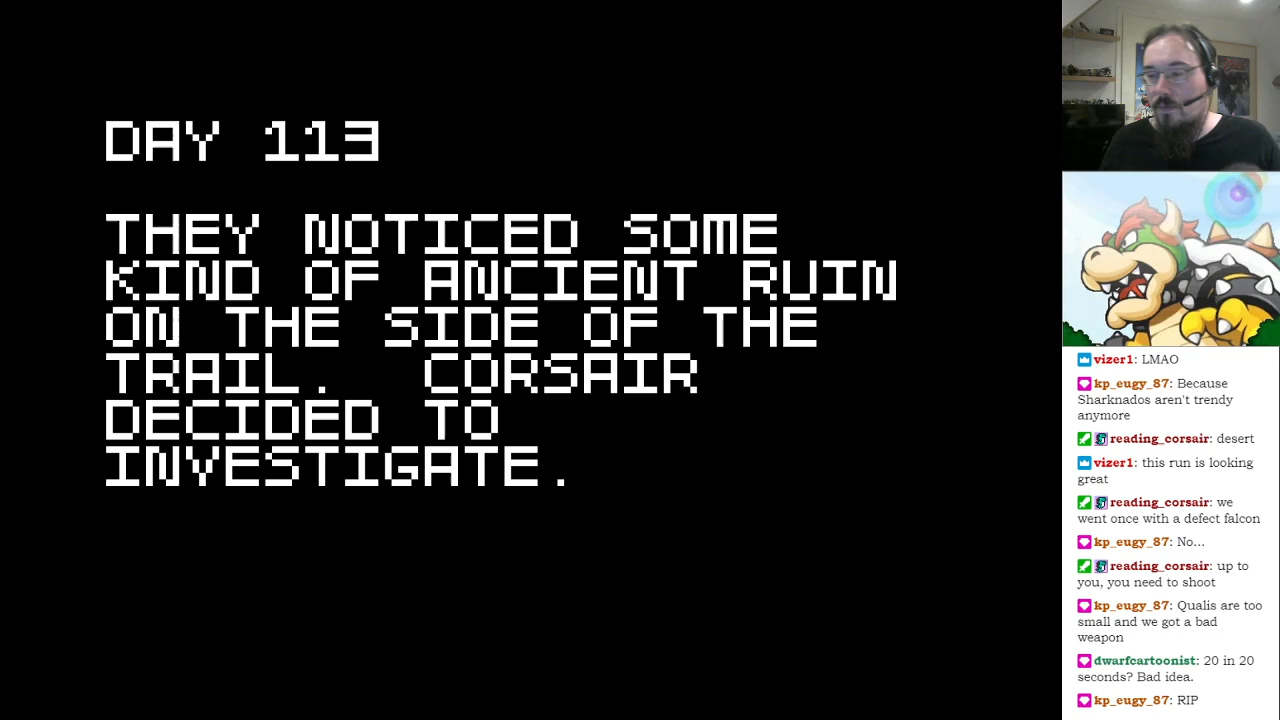 DAY 113
THEY NOTICED SOME
KIND OF ANCIENT RUIN
ON THE SIDE OF THE
TRAIL. CORSAIR
DECIDED TO
INVESTIGATE.
vizer1: LMAO
kp_eugy_87: Because
Sharknados aren't trendy
anymore
reading_corsair: desert
vizer1: this run is looking
great
reading_corsair: we
went once with a defect falcon
kp_eugy_87: No...
reading_corsair: up to
you, you need to shoot
kp_eugy_87: Qualis are too
small and we got a bad
weapon
dwarfcartoonist: 20 in 20
seconds? Bad idea.
kp_eugy_87: RIP